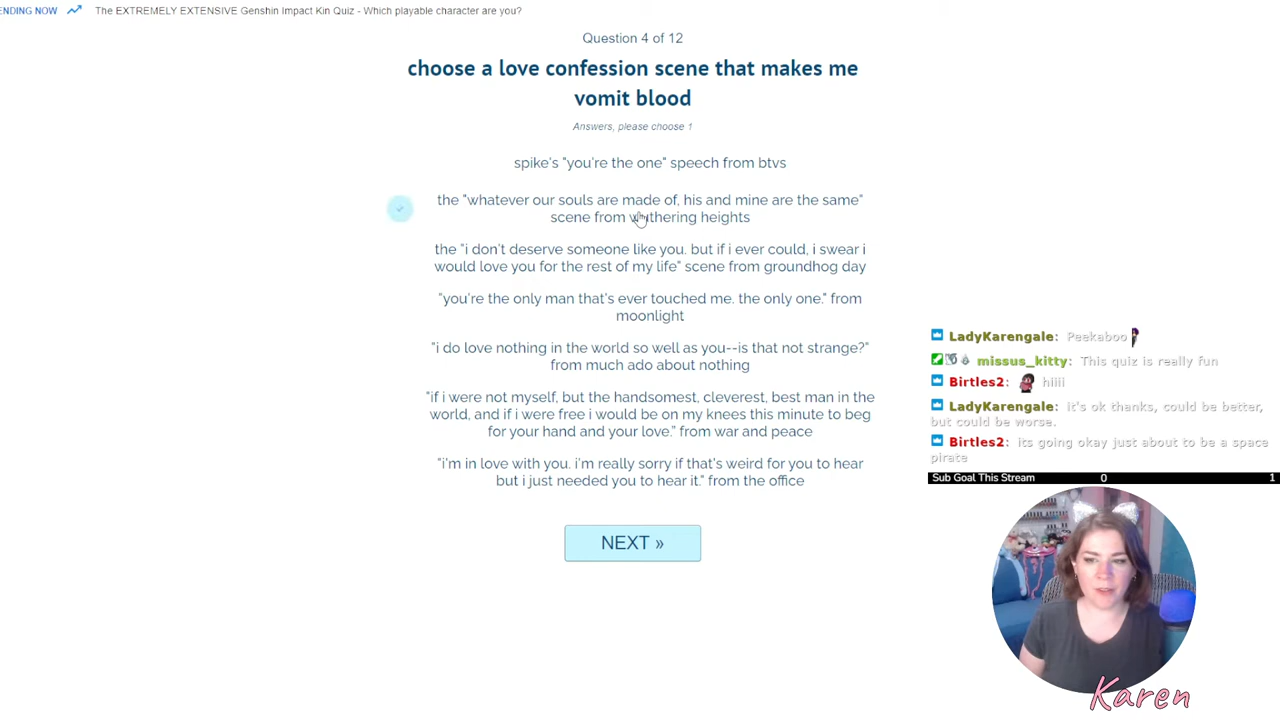 ENDING NOW The EXTREMELY EXTENSIVE Genshin Impact Kin Quiz - Which playable character are you?
Question 4 of 12
choose a love confession scene that makes me
vomit blood
Answers, please choose 1
spike's "you're the one" speech from btvs
the "whatever our souls are made of, his and mine are the same"
scene from wuthering heights
the "i don't deserve someone like you. but if i ever could, i swear i
would love you for the rest of my life" scene from groundhog day
"you're the only man that's ever touched me. the only one." from
moonlight
"i do love nothing in the world so well as you--is that not strange?"
from much ado about nothing
"if i were not myself, but the handsomest, cleverest, best man in the
world, and if i were free i would be on my knees this minute to beg
for your hand and your love." from war and peace
"i'm in love with you. i'm really sorry if that's weird for you to hear
but i just needed you to hear it." from the office
NEXT »
LadyKarengale: Peekaboo
missus_kitty: This quiz is really fun
Birtles2: hiiii
LadyKarengale: it's ok thanks, could be better,
but could be worse.
Birtles2: its going okay just about to be a space
pirate
Sub Goal This Stream 0 1
Karen